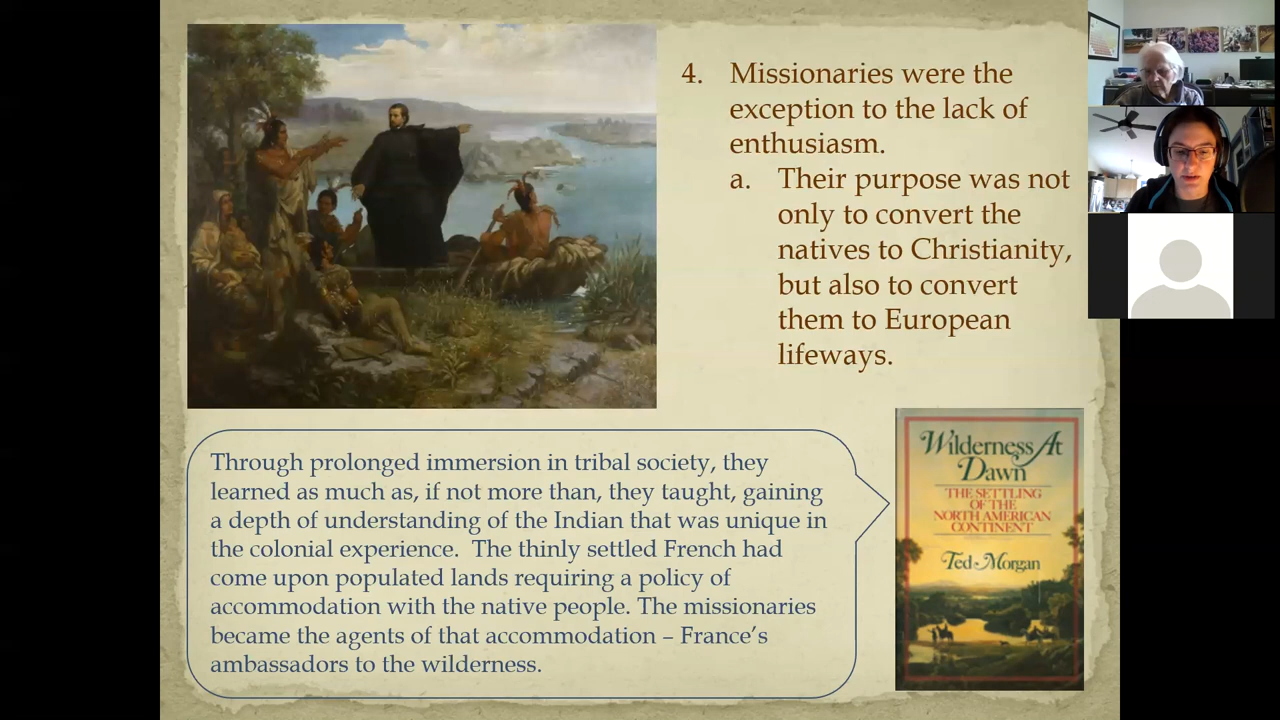 4. Missionaries were the
exception to the lack of
enthusiasm.
a. Their purpose was not
only to convert the
natives to Christianity,
but also to convert
them to European
lifeways.
Through prolonged immersion in tribal society, they
learned as much as, if not more than, they taught, gaining
a depth of understanding of the Indian that was unique in
the colonial experience. The thinly settled French had
come upon populated lands requiring a policy of
accommodation with the native people. The missionaries
became the agents of that accommodation – France's
ambassadors to the wilderness.
Wilderness At
Dawn
THE SETTLING
OF THE
NORTH AMERICAN
CONTINENT
Ted Morgan